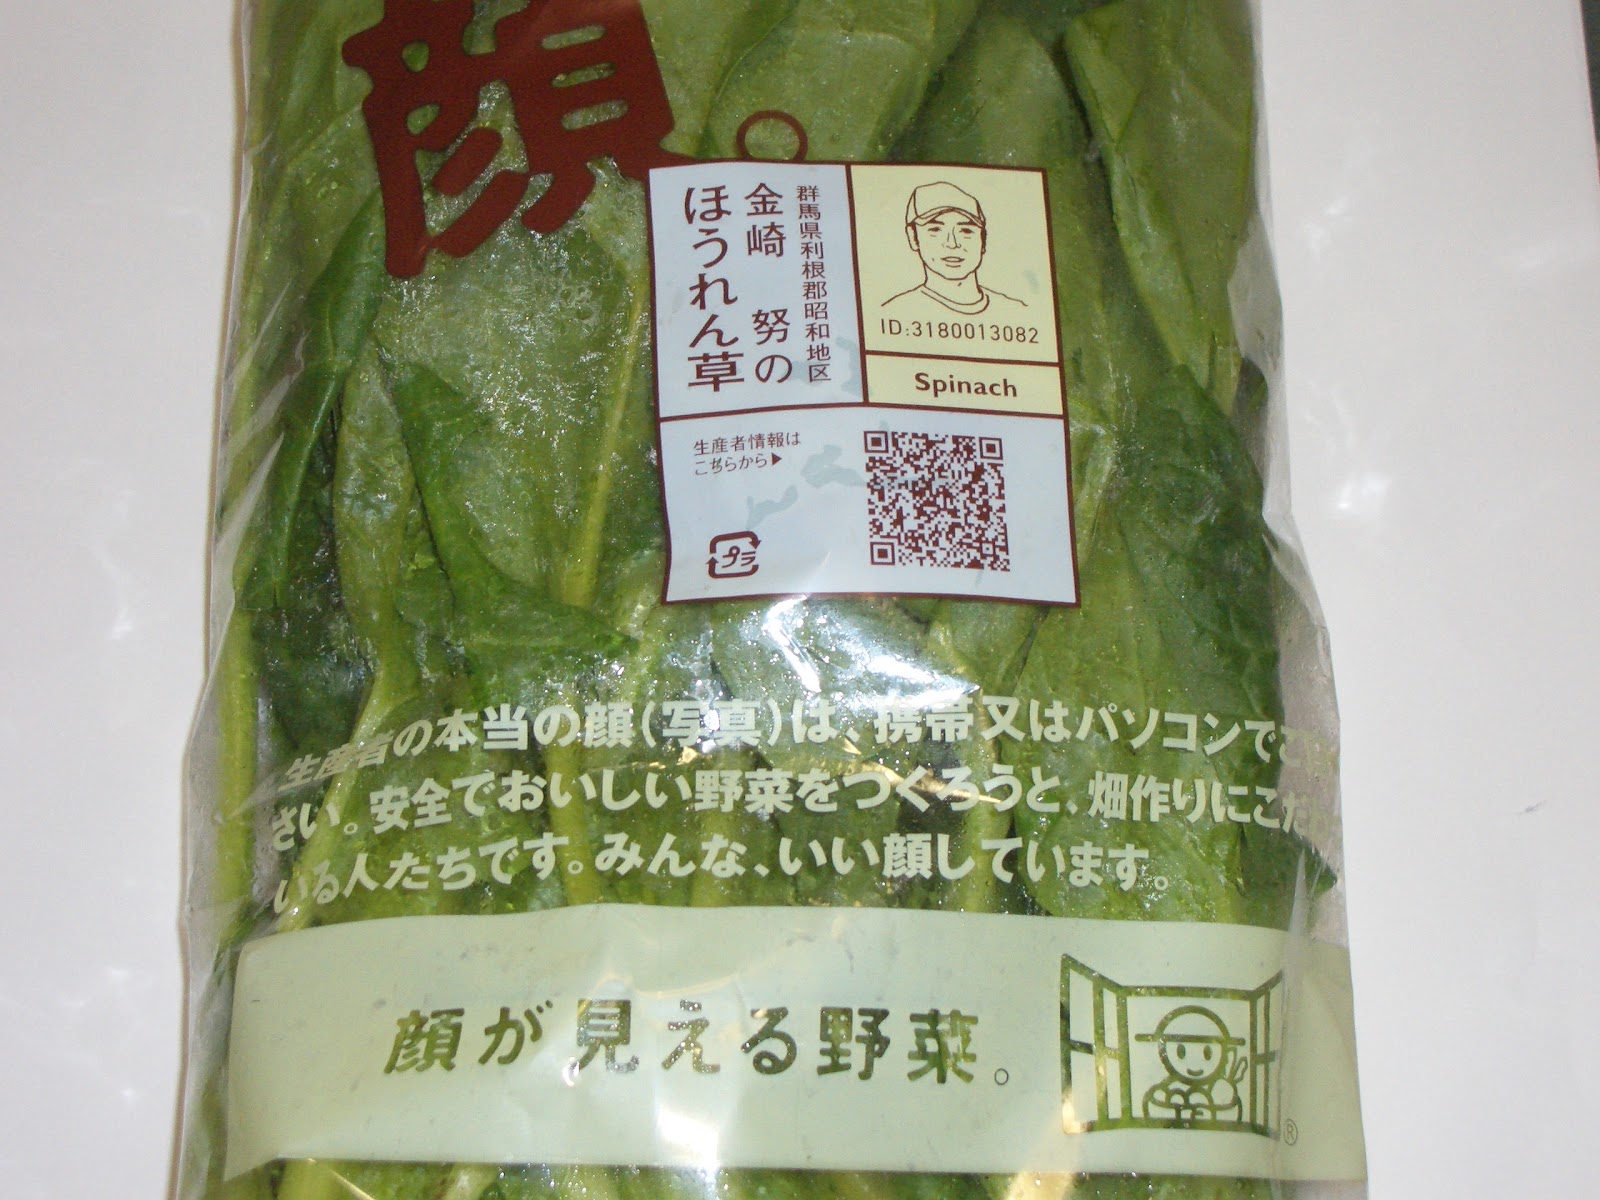 顔。
群馬県利根郡昭和地区
金崎 努の
ほうれん草
ID:3180013082
Spinach
生産者情報は
こちらから▶
プラ
生産者の本当の顔(写真)は、携帯又はパソコンでご
さい。安全でおいしい野菜をつくろうと、畑作りにこだ
いる人たちです。みんな、いい顔しています。
顔が見える野菜。
®